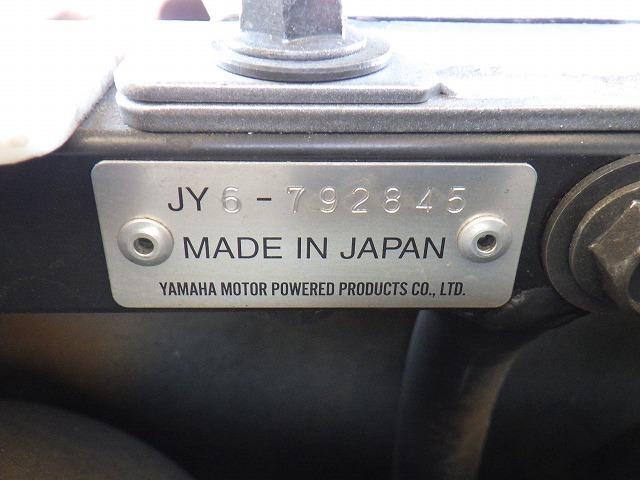 JY6-792845
MADE IN JAPAN
YAMAHA MOTOR POWERED PRODUCTS CO., LTD.